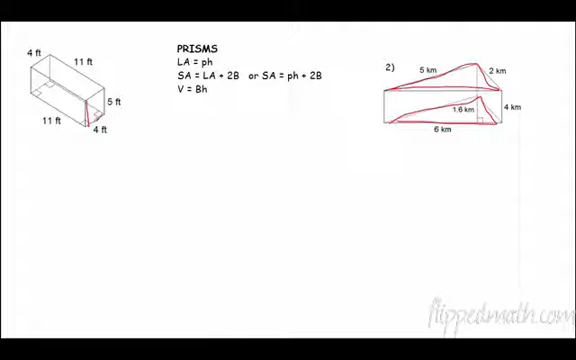 4 ft
11 ft
5 ft
11 ft
4 ft
PRISMS
LA = ph
SA = LA + 2B or SA = ph + 2B
V = Bh
2)
5 km
2 km
1.6 km
4 km
6 km
flippedmath.com